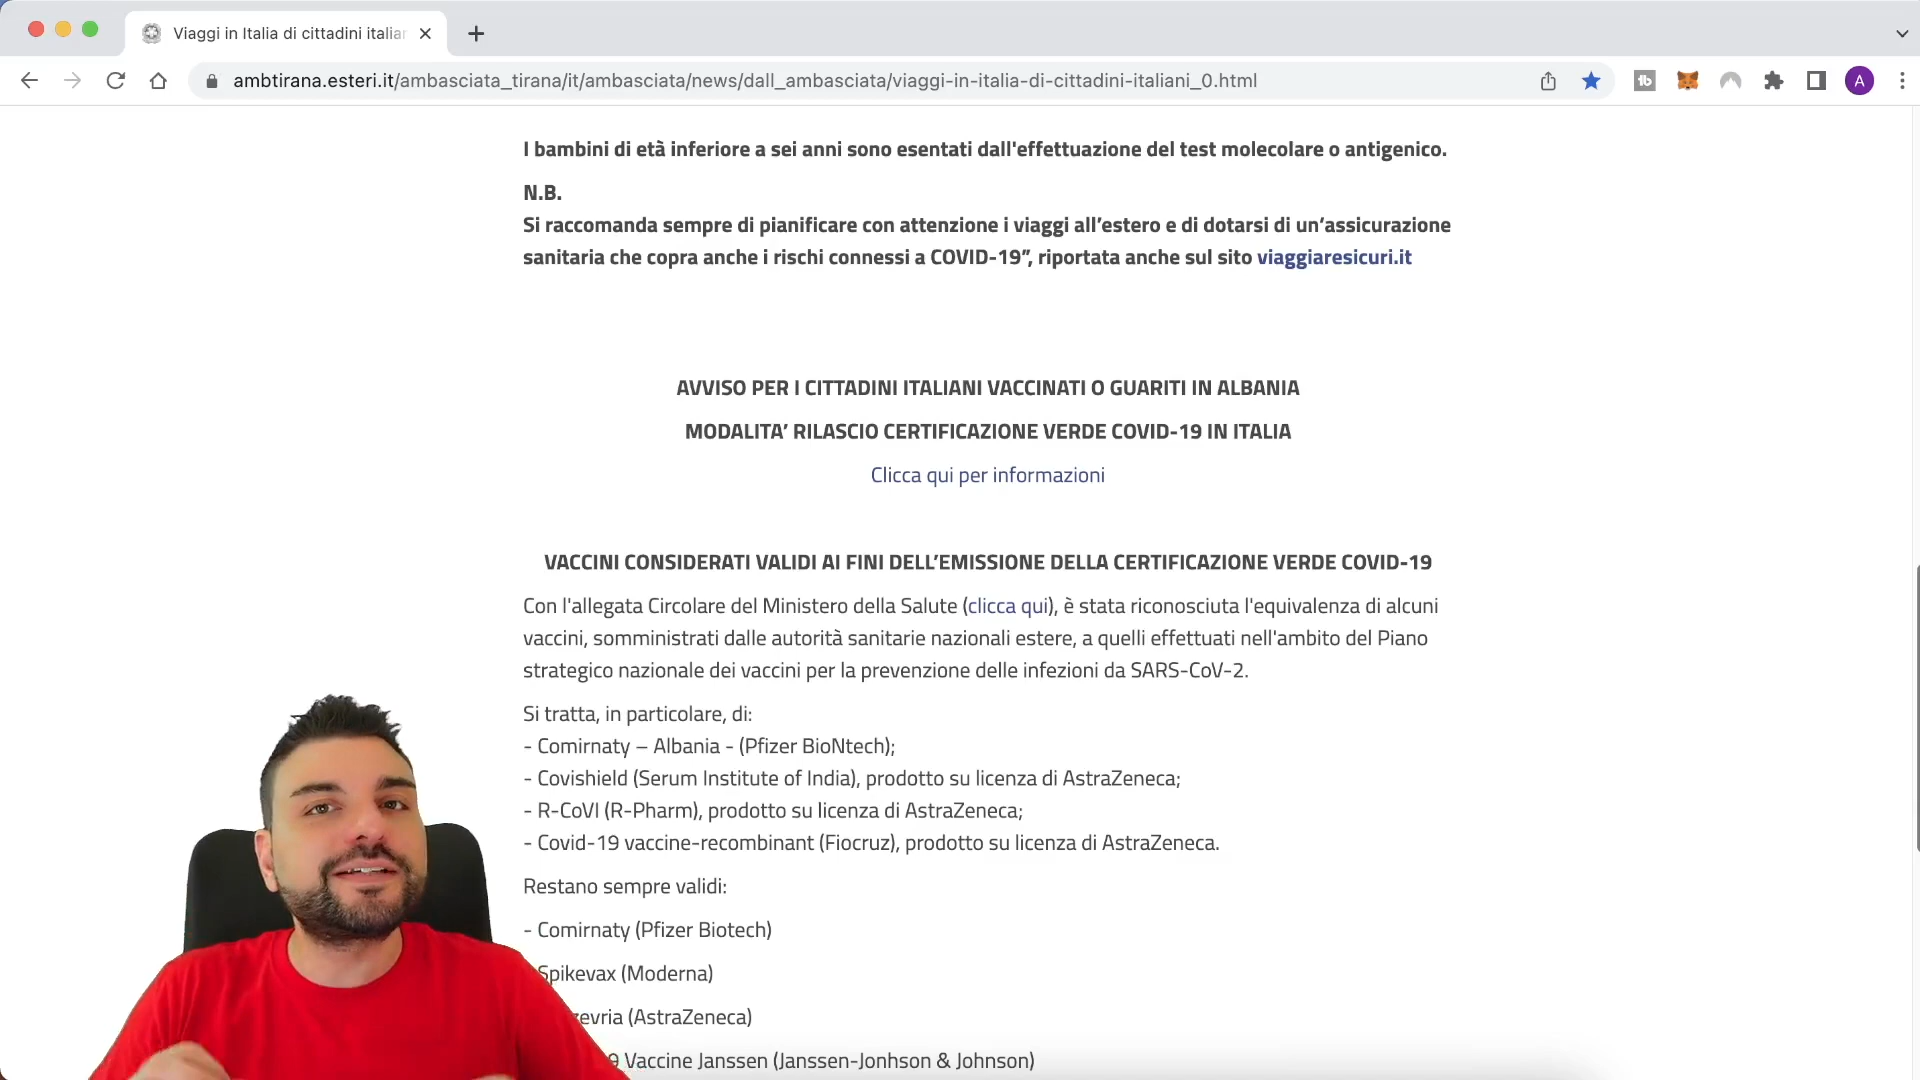 Viaggi in Italia di cittadini italiar
ambtirana.esteri.it/ambasciata_tirana/it/ambasciata/news/dall_ambasciata/viaggi-in-italia-di-cittadini-italiani_0.html
tb
A
I bambini di età inferiore a sei anni sono esentati dall'effettuazione del test molecolare o antigenico.
N.B.
Si raccomanda sempre di pianificare con attenzione i viaggi all’estero e di dotarsi di un’assicurazione
sanitaria che copra anche i rischi connessi a COVID-19”, riportata anche sul sito viaggiaresicuri.it
AVVISO PER I CITTADINI ITALIANI VACCINATI O GUARITI IN ALBANIA
MODALITA’ RILASCIO CERTIFICAZIONE VERDE COVID-19 IN ITALIA
Clicca qui per informazioni
VACCINI CONSIDERATI VALIDI AI FINI DELL’EMISSIONE DELLA CERTIFICAZIONE VERDE COVID-19
Con l'allegata Circolare del Ministero della Salute (clicca qui), è stata riconosciuta l'equivalenza di alcuni
vaccini, somministrati dalle autorità sanitarie nazionali estere, a quelli effettuati nell'ambito del Piano
strategico nazionale dei vaccini per la prevenzione delle infezioni da SARS-CoV-2.
Si tratta, in particolare, di:
- Comirnaty – Albania - (Pfizer BioNtech);
- Covishield (Serum Institute of India), prodotto su licenza di AstraZeneca;
- R-CoVI (R-Pharm), prodotto su licenza di AstraZeneca;
- Covid-19 vaccine-recombinant (Fiocruz), prodotto su licenza di AstraZeneca.
Restano sempre validi:
- Comirnaty (Pfizer Biotech)
Spikevax (Moderna)
zevria (AstraZeneca)
9 Vaccine Janssen (Janssen-Jonhson & Johnson)